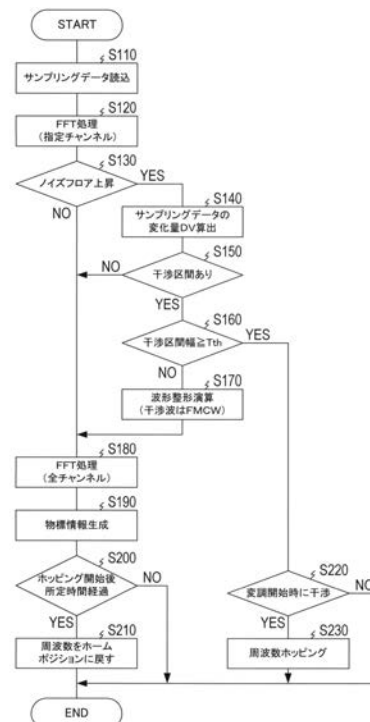 START
S110
サンプリングデータ読込
S120
FFT処理
(指定チャンネル)
S130
ノイズフロア上昇
YES
NO
S140
サンプリングデータの
変化量DV算出
S150
干渉区間あり
NO
YES
S160
干渉区間幅≧Tth
YES
NO
S170
波形整形演算
(干渉波はFMCW)
S180
FFT処理
(全チャンネル)
S190
物標情報生成
S200
ホッピング開始後
所定時間経過
NO
YES
S210
周波数をホーム
ポジションに戻す
S220
変調開始時に干渉
NO
YES
S230
周波数ホッピング
END